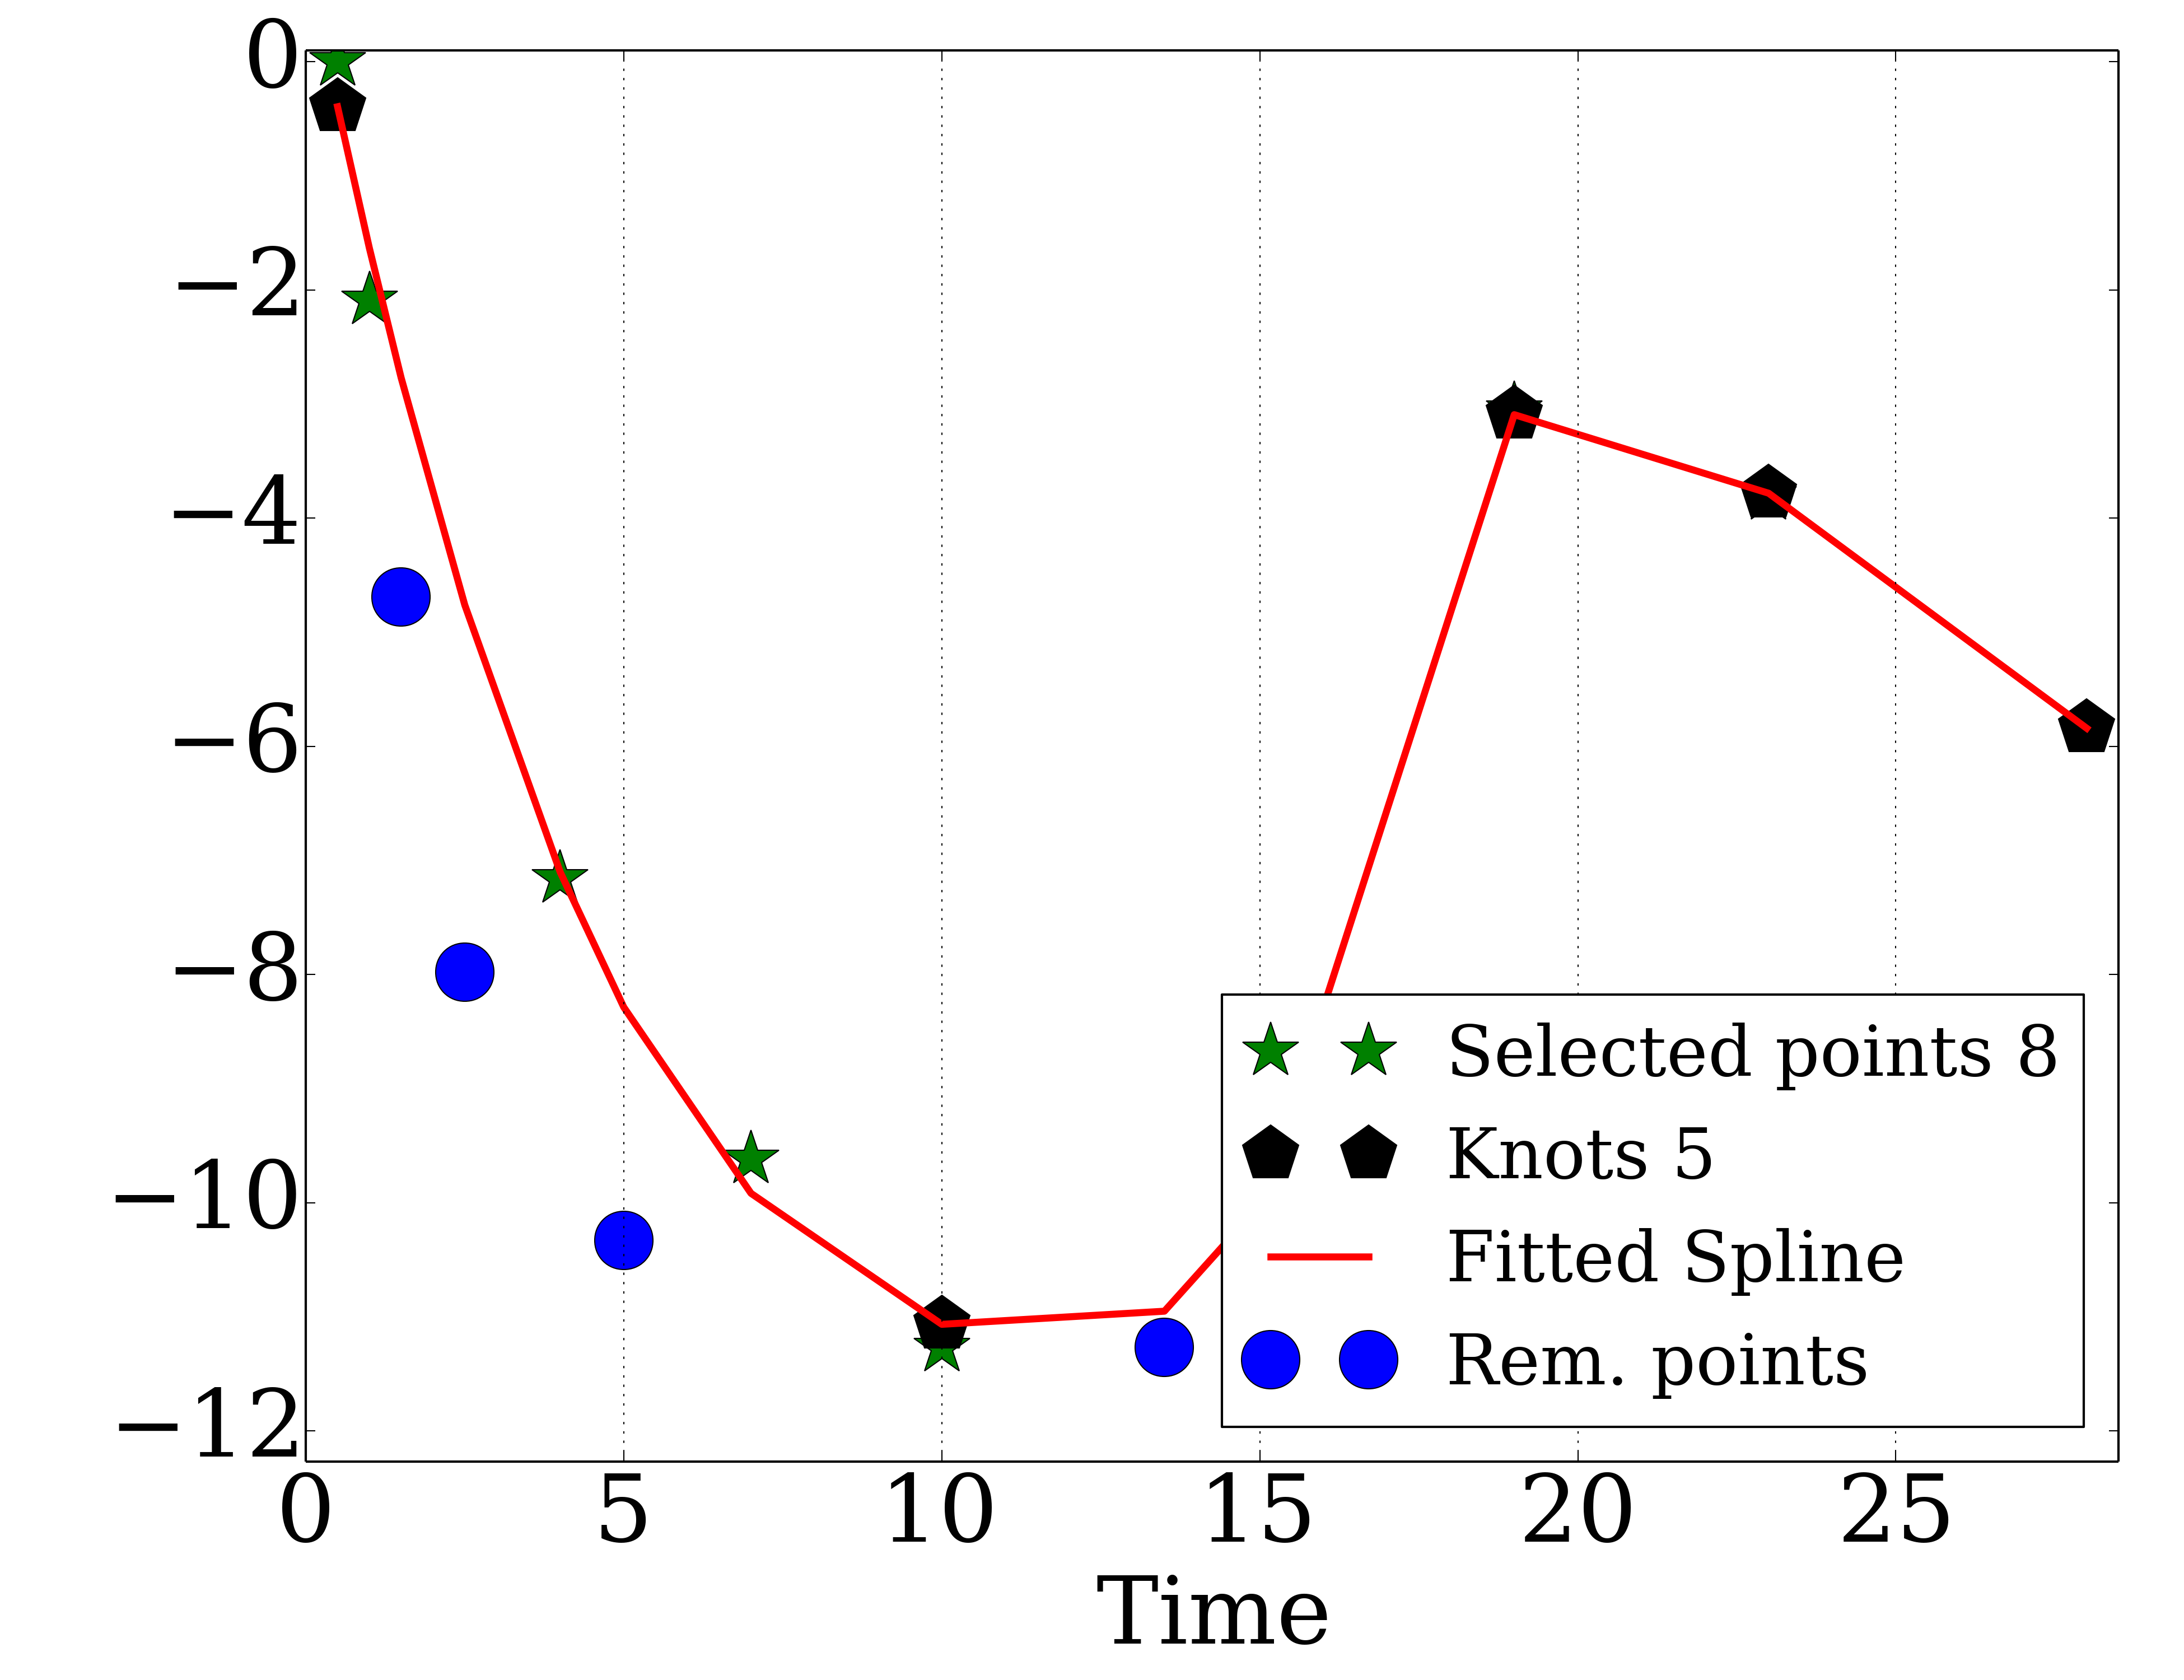 0
−2
−4
−6
−8
−10
−12
0 5 10 15 20 25
Time
Selected points 8
Knots 5
Fitted Spline
Rem. points